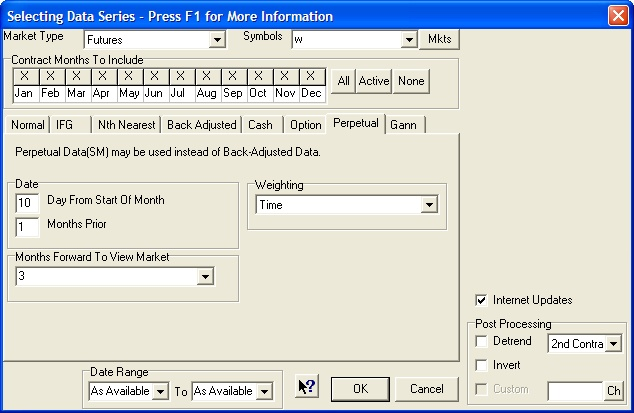 Selecting Data Series - Press F1 for More Information
Market Type Futures Symbols w Mkts
Contract Months To Include
X X X X X X X X X X X X
Jan Feb Mar Apr May Jun Jul Aug Sep Oct Nov Dec
All Active None
Normal IFG Nth Nearest Back Adjusted Cash Option Perpetual Gann
Perpetual Data(SM) may be used instead of Back-Adjusted Data.
Date
10 Day From Start Of Month
1 Months Prior
Weighting
Time
Months Forward To View Market
3
Internet Updates
Post Processing
Detrend 2nd Contra
Invert
Custom Ch
Date Range
As Available To As Available
? OK Cancel